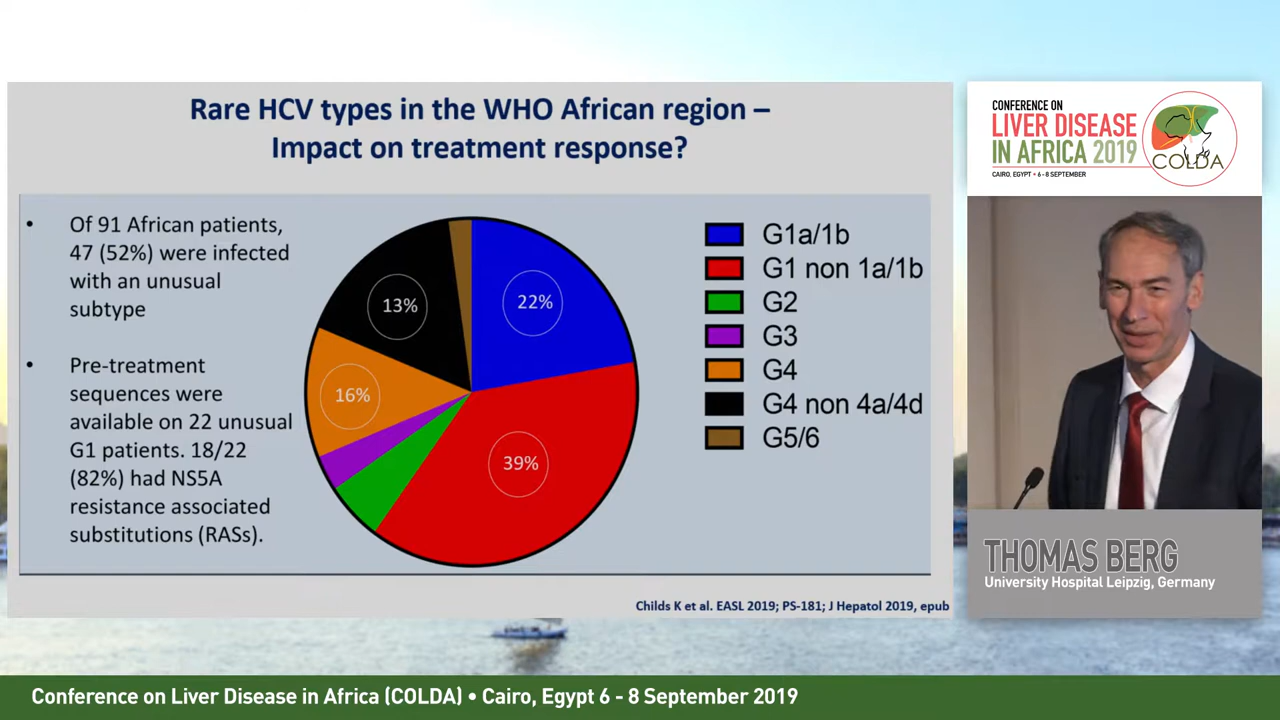 Rare HCV types in the WHO African region –
Impact on treatment response?
• Of 91 African patients,
47 (52%) were infected
with an unusual
subtype
• Pre-treatment
sequences were
available on 22 unusual
G1 patients. 18/22
(82%) had NS5A
resistance associated
substitutions (RASs).
13%
22%
16%
39%
G1a/1b
G1 non 1a/1b
G2
G3
G4
G4 non 4a/4d
G5/6
Childs K et al. EASL 2019; PS-181; J Hepatol 2019, epub
CONFERENCE ON
LIVER DISEASE
IN AFRICA 2019
CAIRO, EGYPT • 6 - 8 SEPTEMBER
COLDA
THOMAS BERG
University Hospital Leipzig, Germany
Conference on Liver Disease in Africa (COLDA) • Cairo, Egypt 6 - 8 September 2019